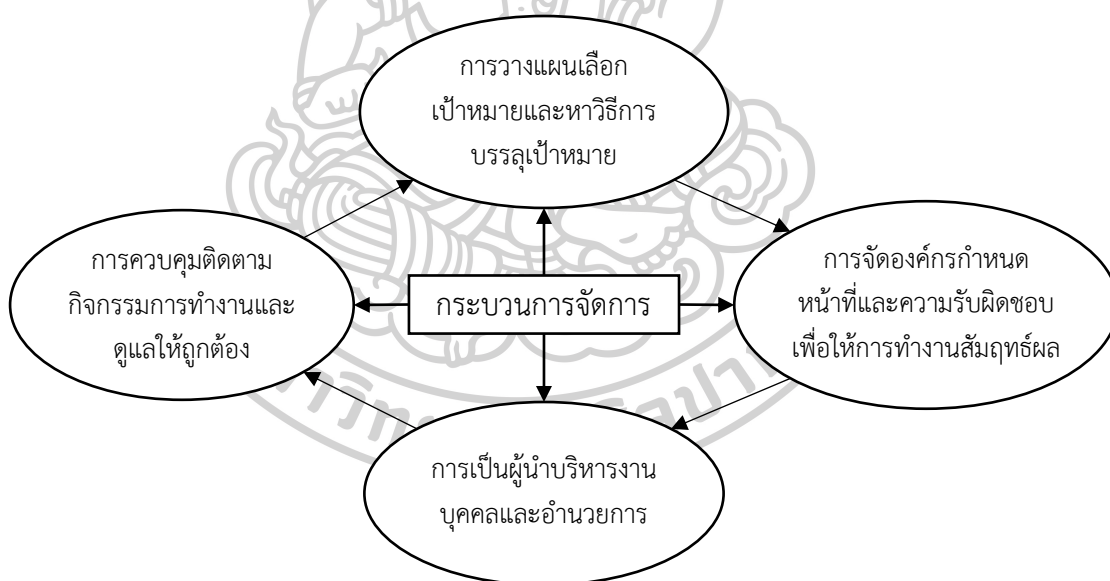 การวางแผนเลือก
เป้าหมายและหาวิธีการ
บรรลุเป้าหมาย
การควบคุมติดตาม
กิจกรรมการทำงานและ
ดูแลให้ถูกต้อง
กระบวนการจัดการ
การจัดองค์กรกำหนด
หน้าที่และความรับผิดชอบ
เพื่อให้การทำงานสัมฤทธ์ผล
การเป็นผู้นำบริหารงาน
บุคคลและอำนวยการ